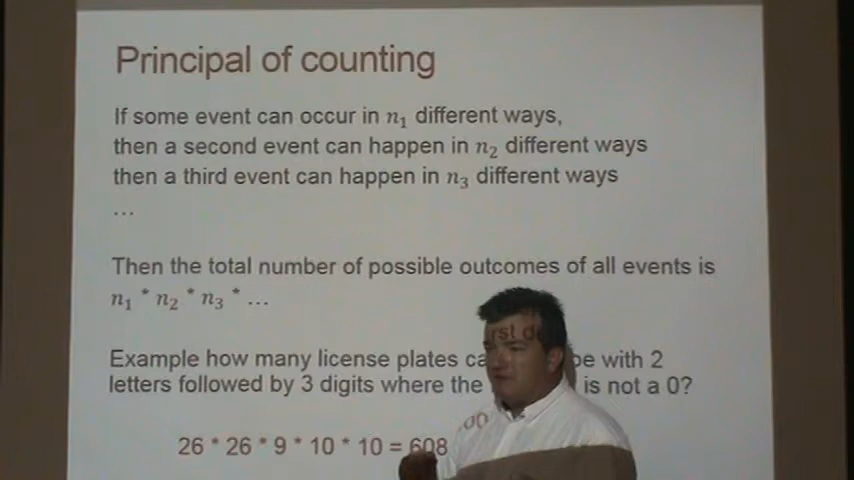 Principal of counting
If some event can occur in n₁ different ways,
then a second event can happen in n₂ different ways
then a third event can happen in n₃ different ways
…
Then the total number of possible outcomes of all events is
n₁ * n₂ * n₃ * …
Example how many license plates ca be with 2
letters followed by 3 digits where the is not a 0?
26 * 26 * 9 * 10 * 10 = 608 00